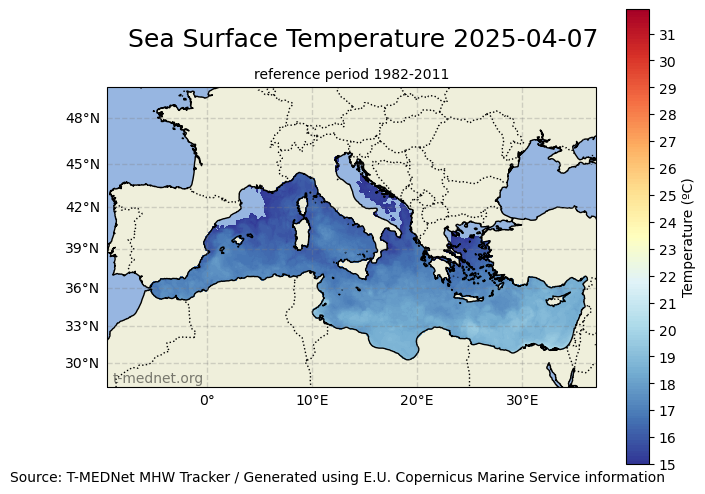 Sea Surface Temperature 2025-04-07
reference period 1982-2011
48°N
45°N
42°N
39°N
36°N
33°N
30°N
0°
10°E
20°E
30°E
t-mednet.org
31
30
29
28
27
26
25
24
23
22
21
20
19
18
17
16
15
Temperature (ºC)
Source: T-MEDNet MHW Tracker / Generated using E.U. Copernicus Marine Service information